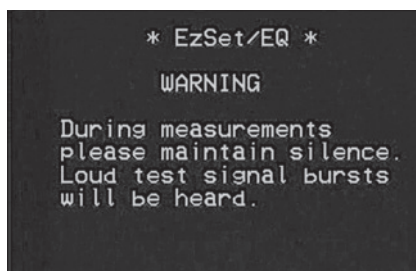 * EzSet/EQ *
WARNING
During measurements
please maintain silence.
Loud test signal bursts
will be heard.